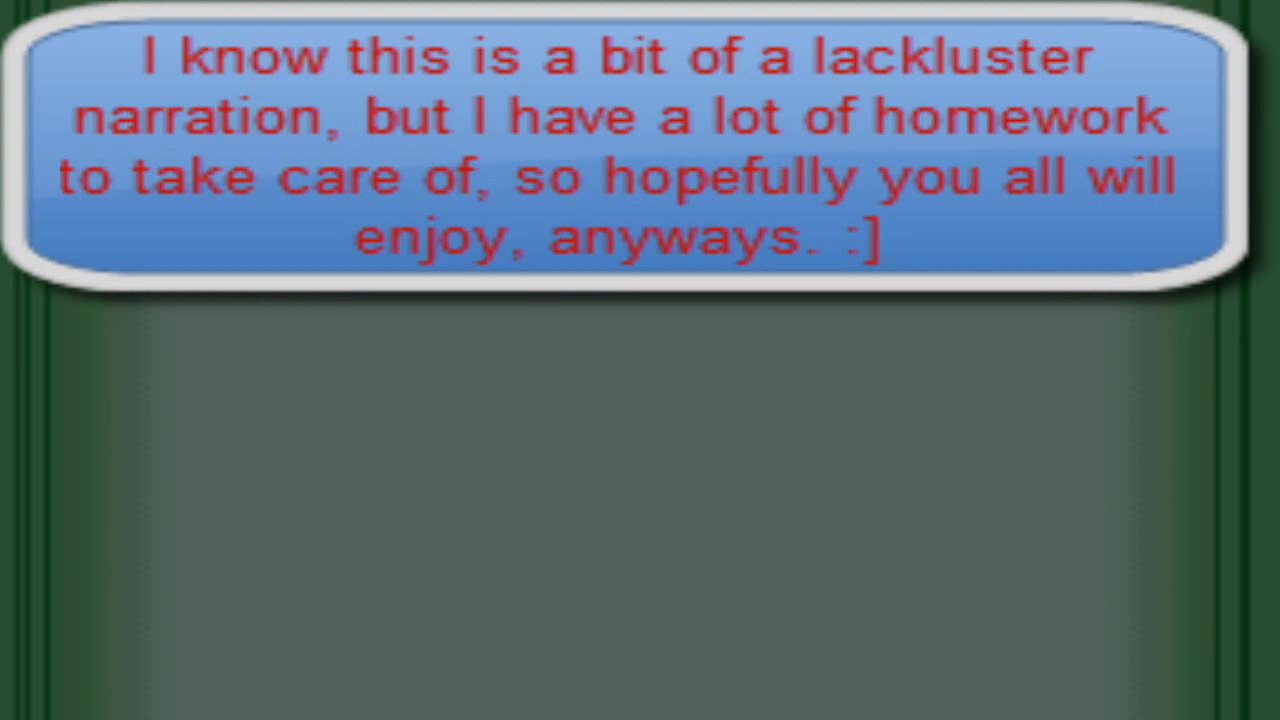 I know this is a bit of a lackluster
narration, but I have a lot of homework
to take care of, so hopefully you all will
enjoy, anyways. :]